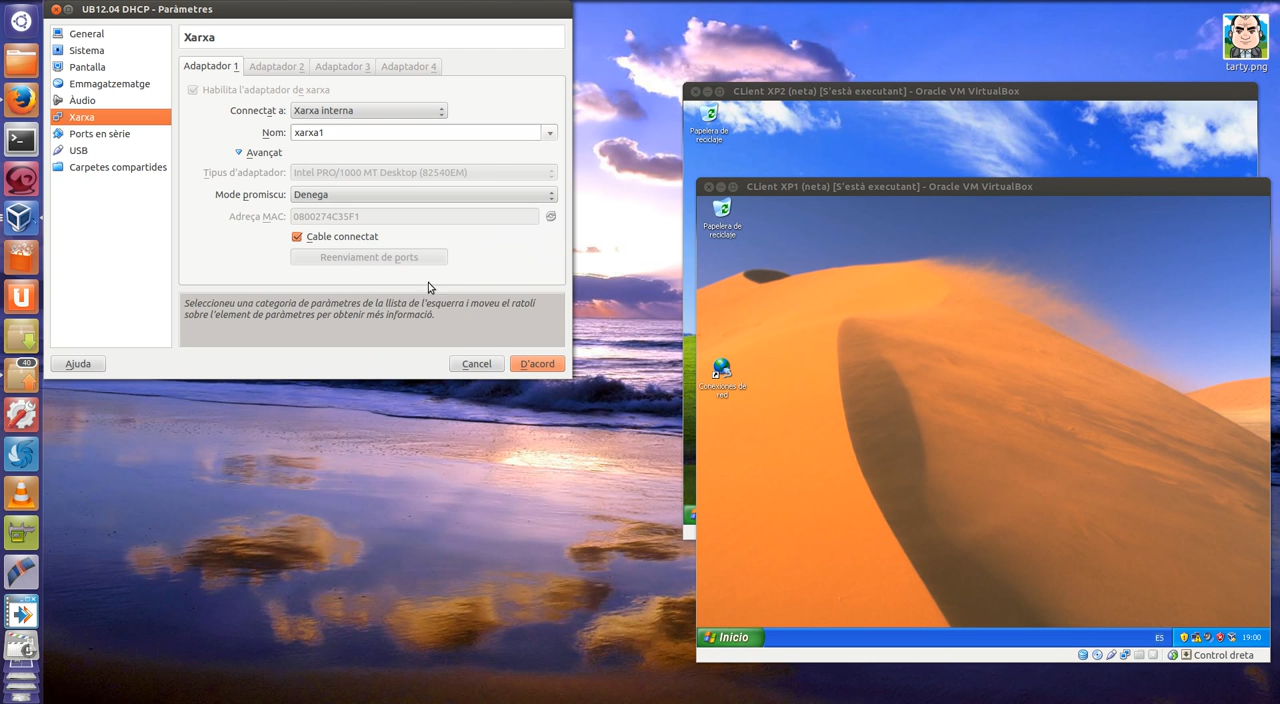 UB12.04 DHCP - Paràmetres
General
Sistema
Pantalla
Emmagatzematge
Àudio
Xarxa
Ports en sèrie
USB
Carpetes compartides
Xarxa
Adaptador 1
Adaptador 2
Adaptador 3
Adaptador 4
Habilita l'adaptador de xarxa
Connectat a: Xarxa interna
Nom: xarxa1
Avançat
Tipus d'adaptador: Intel PRO/1000 MT Desktop (82540EM)
Mode promiscu: Denega
Adreça MAC: 0800274C35F1
Cable connectat
Reenviament de ports
Seleccioneu una categoria de paràmetres de la llista de l'esquerra i moveu el ratolí
sobre l'element de paràmetres per obtenir més informació.
Ajuda
Cancel
D'acord
40
tarty.png
CLient XP2 (neta) [S'està executant] - Oracle VM VirtualBox
Papelera de
reciclaje
CLient XP1 (neta) [S'està executant] - Oracle VM VirtualBox
Papelera de
reciclaje
Conexiones de
red
Inicio
ES
19:00
Control dreta